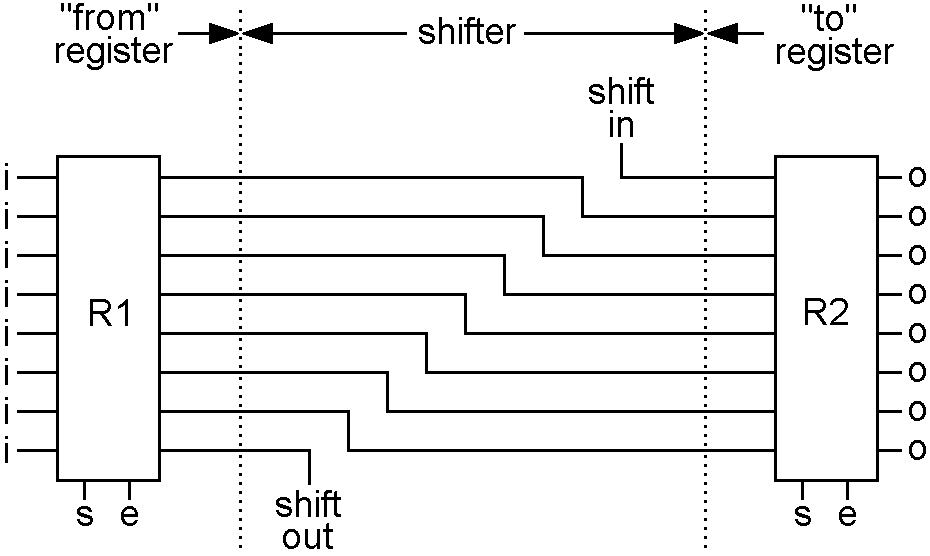 "from"
register
shifter
"to"
register
shift
in
i
i
i
i
i
i
i
i
R1
R2
o
o
o
o
o
o
o
o
shift
out
s e
s e